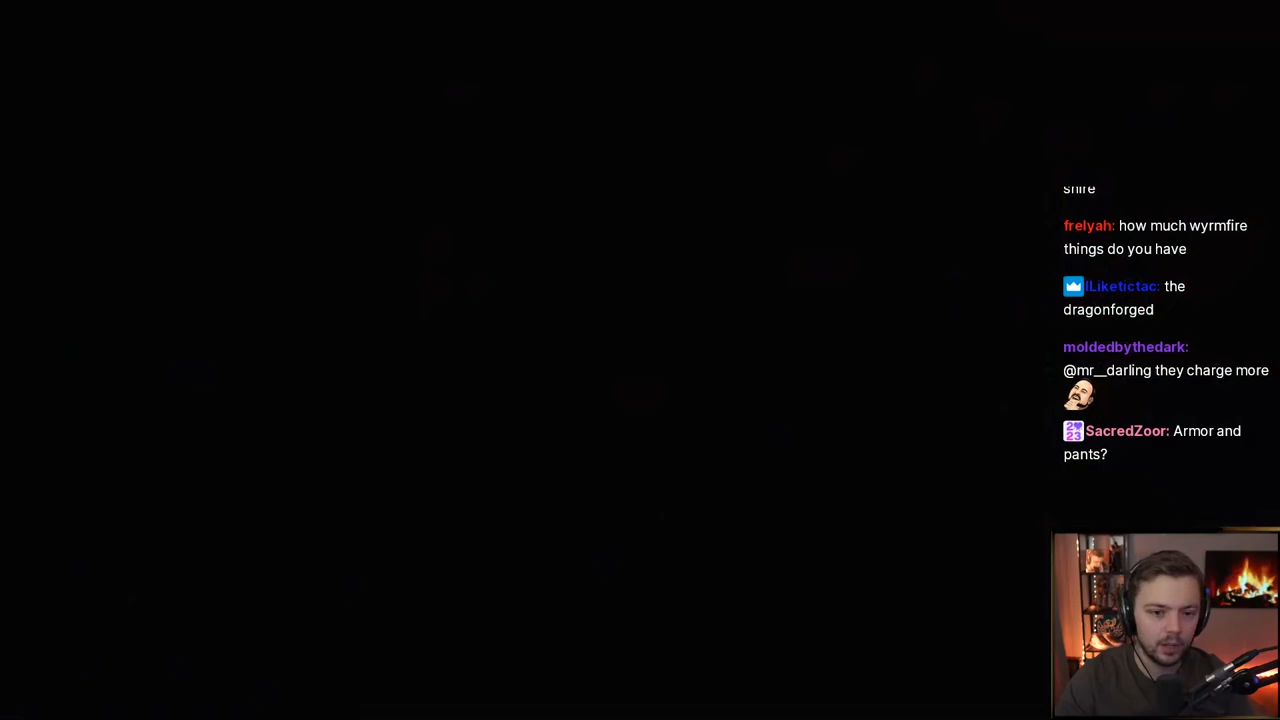 shire
frelyah: how much wyrmfire
things do you have
ILiketictac: the
dragonforged
moldedbythedark:
@mr__darling they charge more
SacredZoor: Armor and
pants?